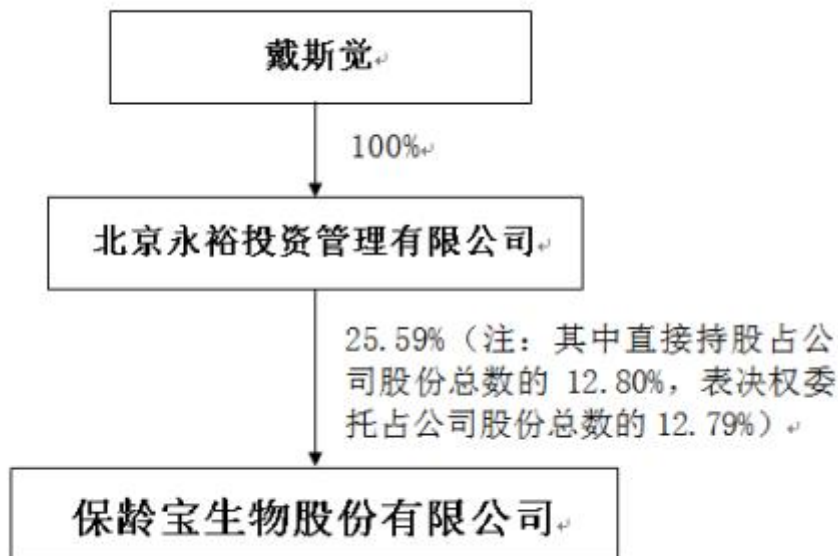 戴斯觉
100%
北京永裕投资管理有限公司
25.59%（注：其中直接持股占公
司股份总数的 12.80%，表决权委
托占公司股份总数的 12.79%）
保龄宝生物股份有限公司